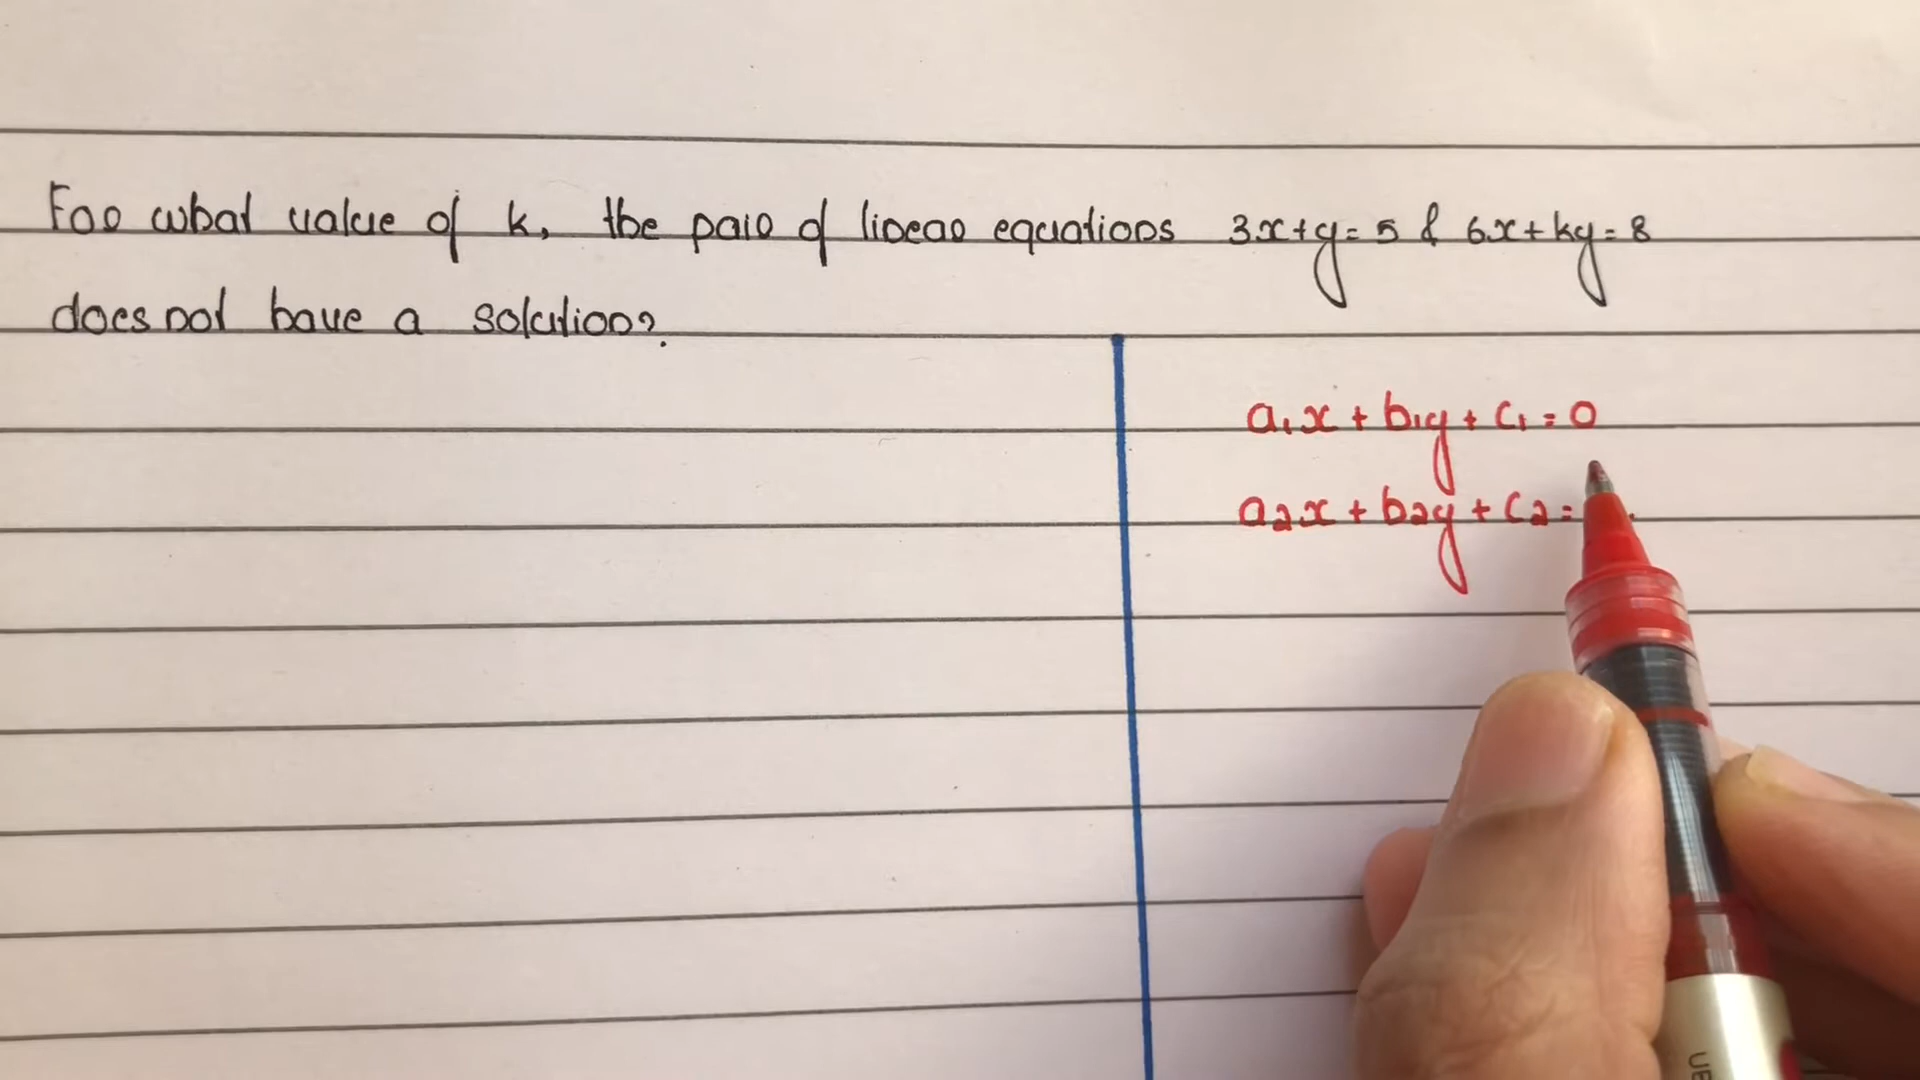 For what value of k, the pair of linear equations 3x+y=5 & 6x+ky=8
does not have a solution?
a₁x + b₁y + c₁ = 0
a₂x + b₂y + c₂ =
UB